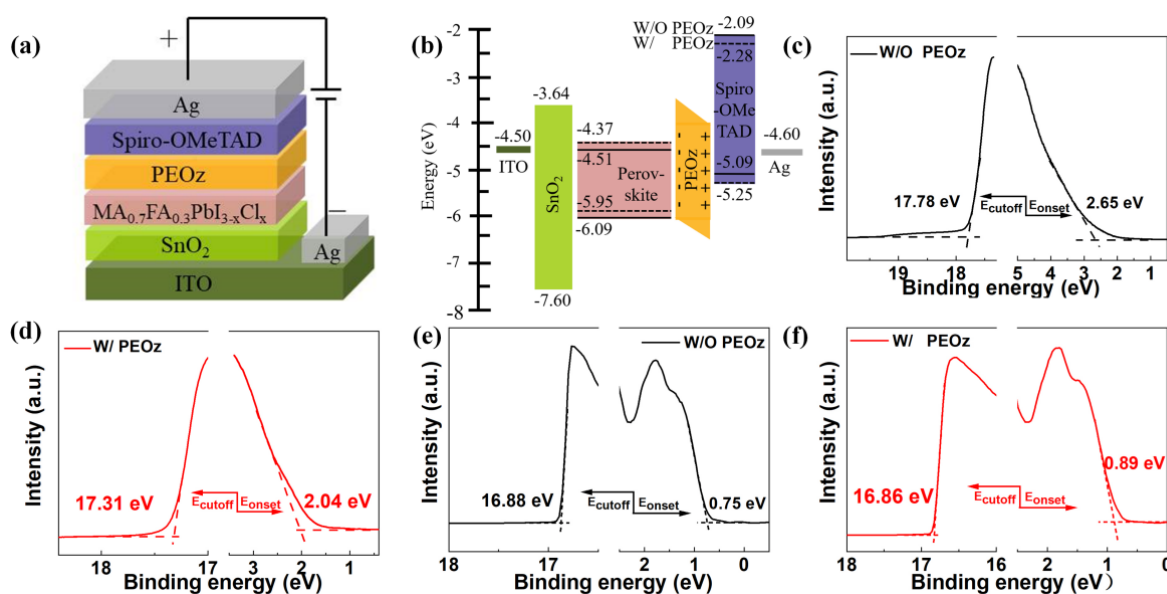 (a)
+
Ag
Spiro-OMeTAD
PEOz
MA0.7FA0.3PbI3-xClx
SnO2
ITO
Ag
−
(b)
Energy (eV)
-2
-3
-4
-5
-6
-7
-8
-4.50
ITO
-3.64
SnO2
-7.60
-4.37
-4.51
Perov-
skite
-5.95
-6.09
PEOz
W/O PEOz
W/ PEOz
-2.09
-2.28
Spiro
-OMe
TAD
-5.09
-5.25
-4.60
Ag
(c)
W/O PEOz
Intensity (a.u.)
17.78 eV
Ecutoff
Eonset
2.65 eV
19 18 5 4 3 2 1
Binding energy (eV)
(d)
W/ PEOz
Intensity (a.u.)
17.31 eV
Ecutoff
Eonset
2.04 eV
18 17 3 2 1
Binding energy (eV)
(e)
W/O PEOz
Intensity (a.u.)
16.88 eV
Ecutoff
Eonset
0.75 eV
18 17 2 1 0
Binding energy (eV)
(f)
W/ PEOz
Intensity (a.u.)
16.86 eV
Ecutoff
Eonset
0.89 eV
18 17 16 2 1 0
Binding energy (eV）